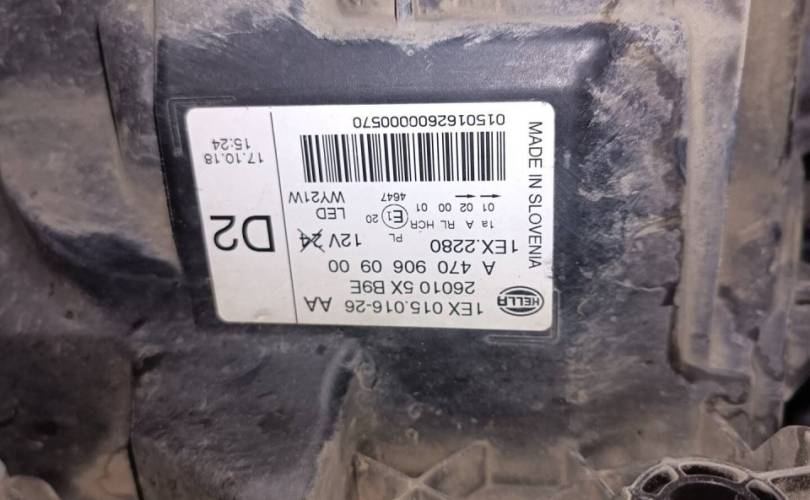 HELLA
1EX 015.016-26 AA
26010 5X B9E
A 470 906 09 00
1EX.2280 12V 24
1a A RL HCR PL
E1 20
01 02 00 01 LED
4647 WY21W
D2
MADE IN SLOVENIA
0150162600000570
17.10.18
15:24